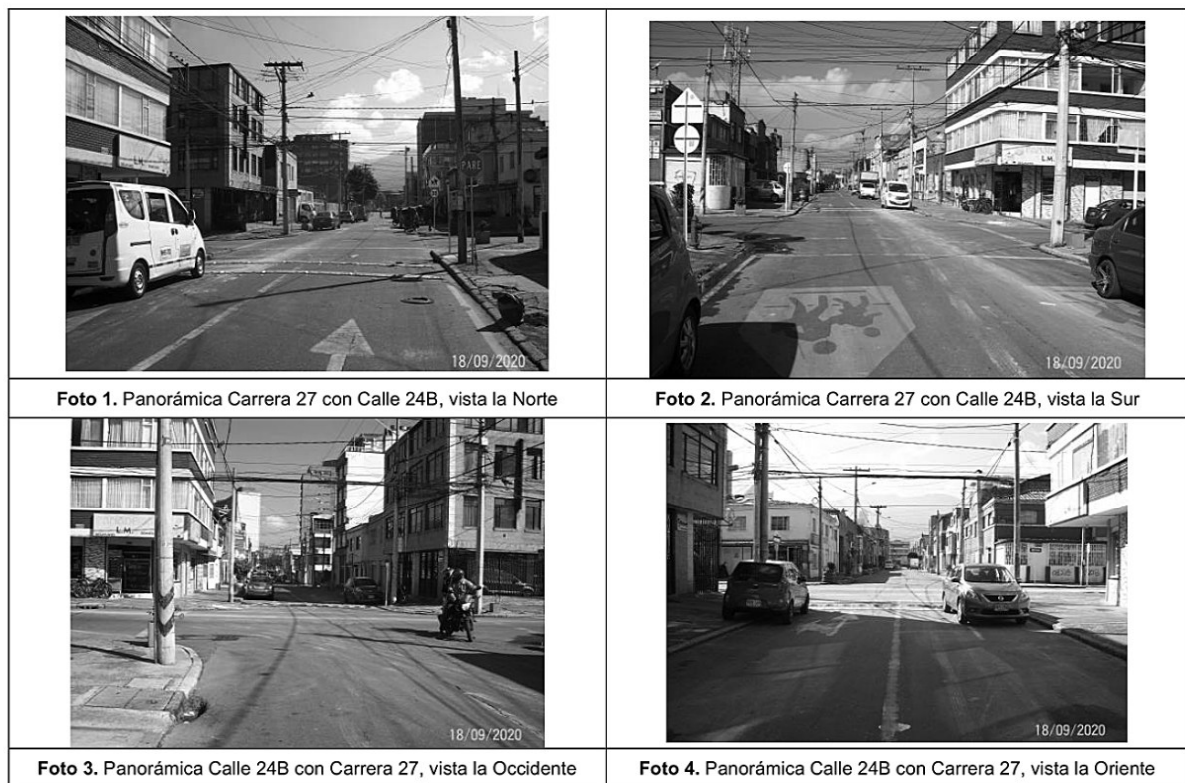 PARE
18/09/2020
L.M.
18/09/2020
Foto 1. Panorámica Carrera 27 con Calle 24B, vista la Norte
Foto 2. Panorámica Carrera 27 con Calle 24B, vista la Sur
L.M.
18/09/2020
18/09/2020
Foto 3. Panorámica Calle 24B con Carrera 27, vista la Occidente
Foto 4. Panorámica Calle 24B con Carrera 27, vista la Oriente